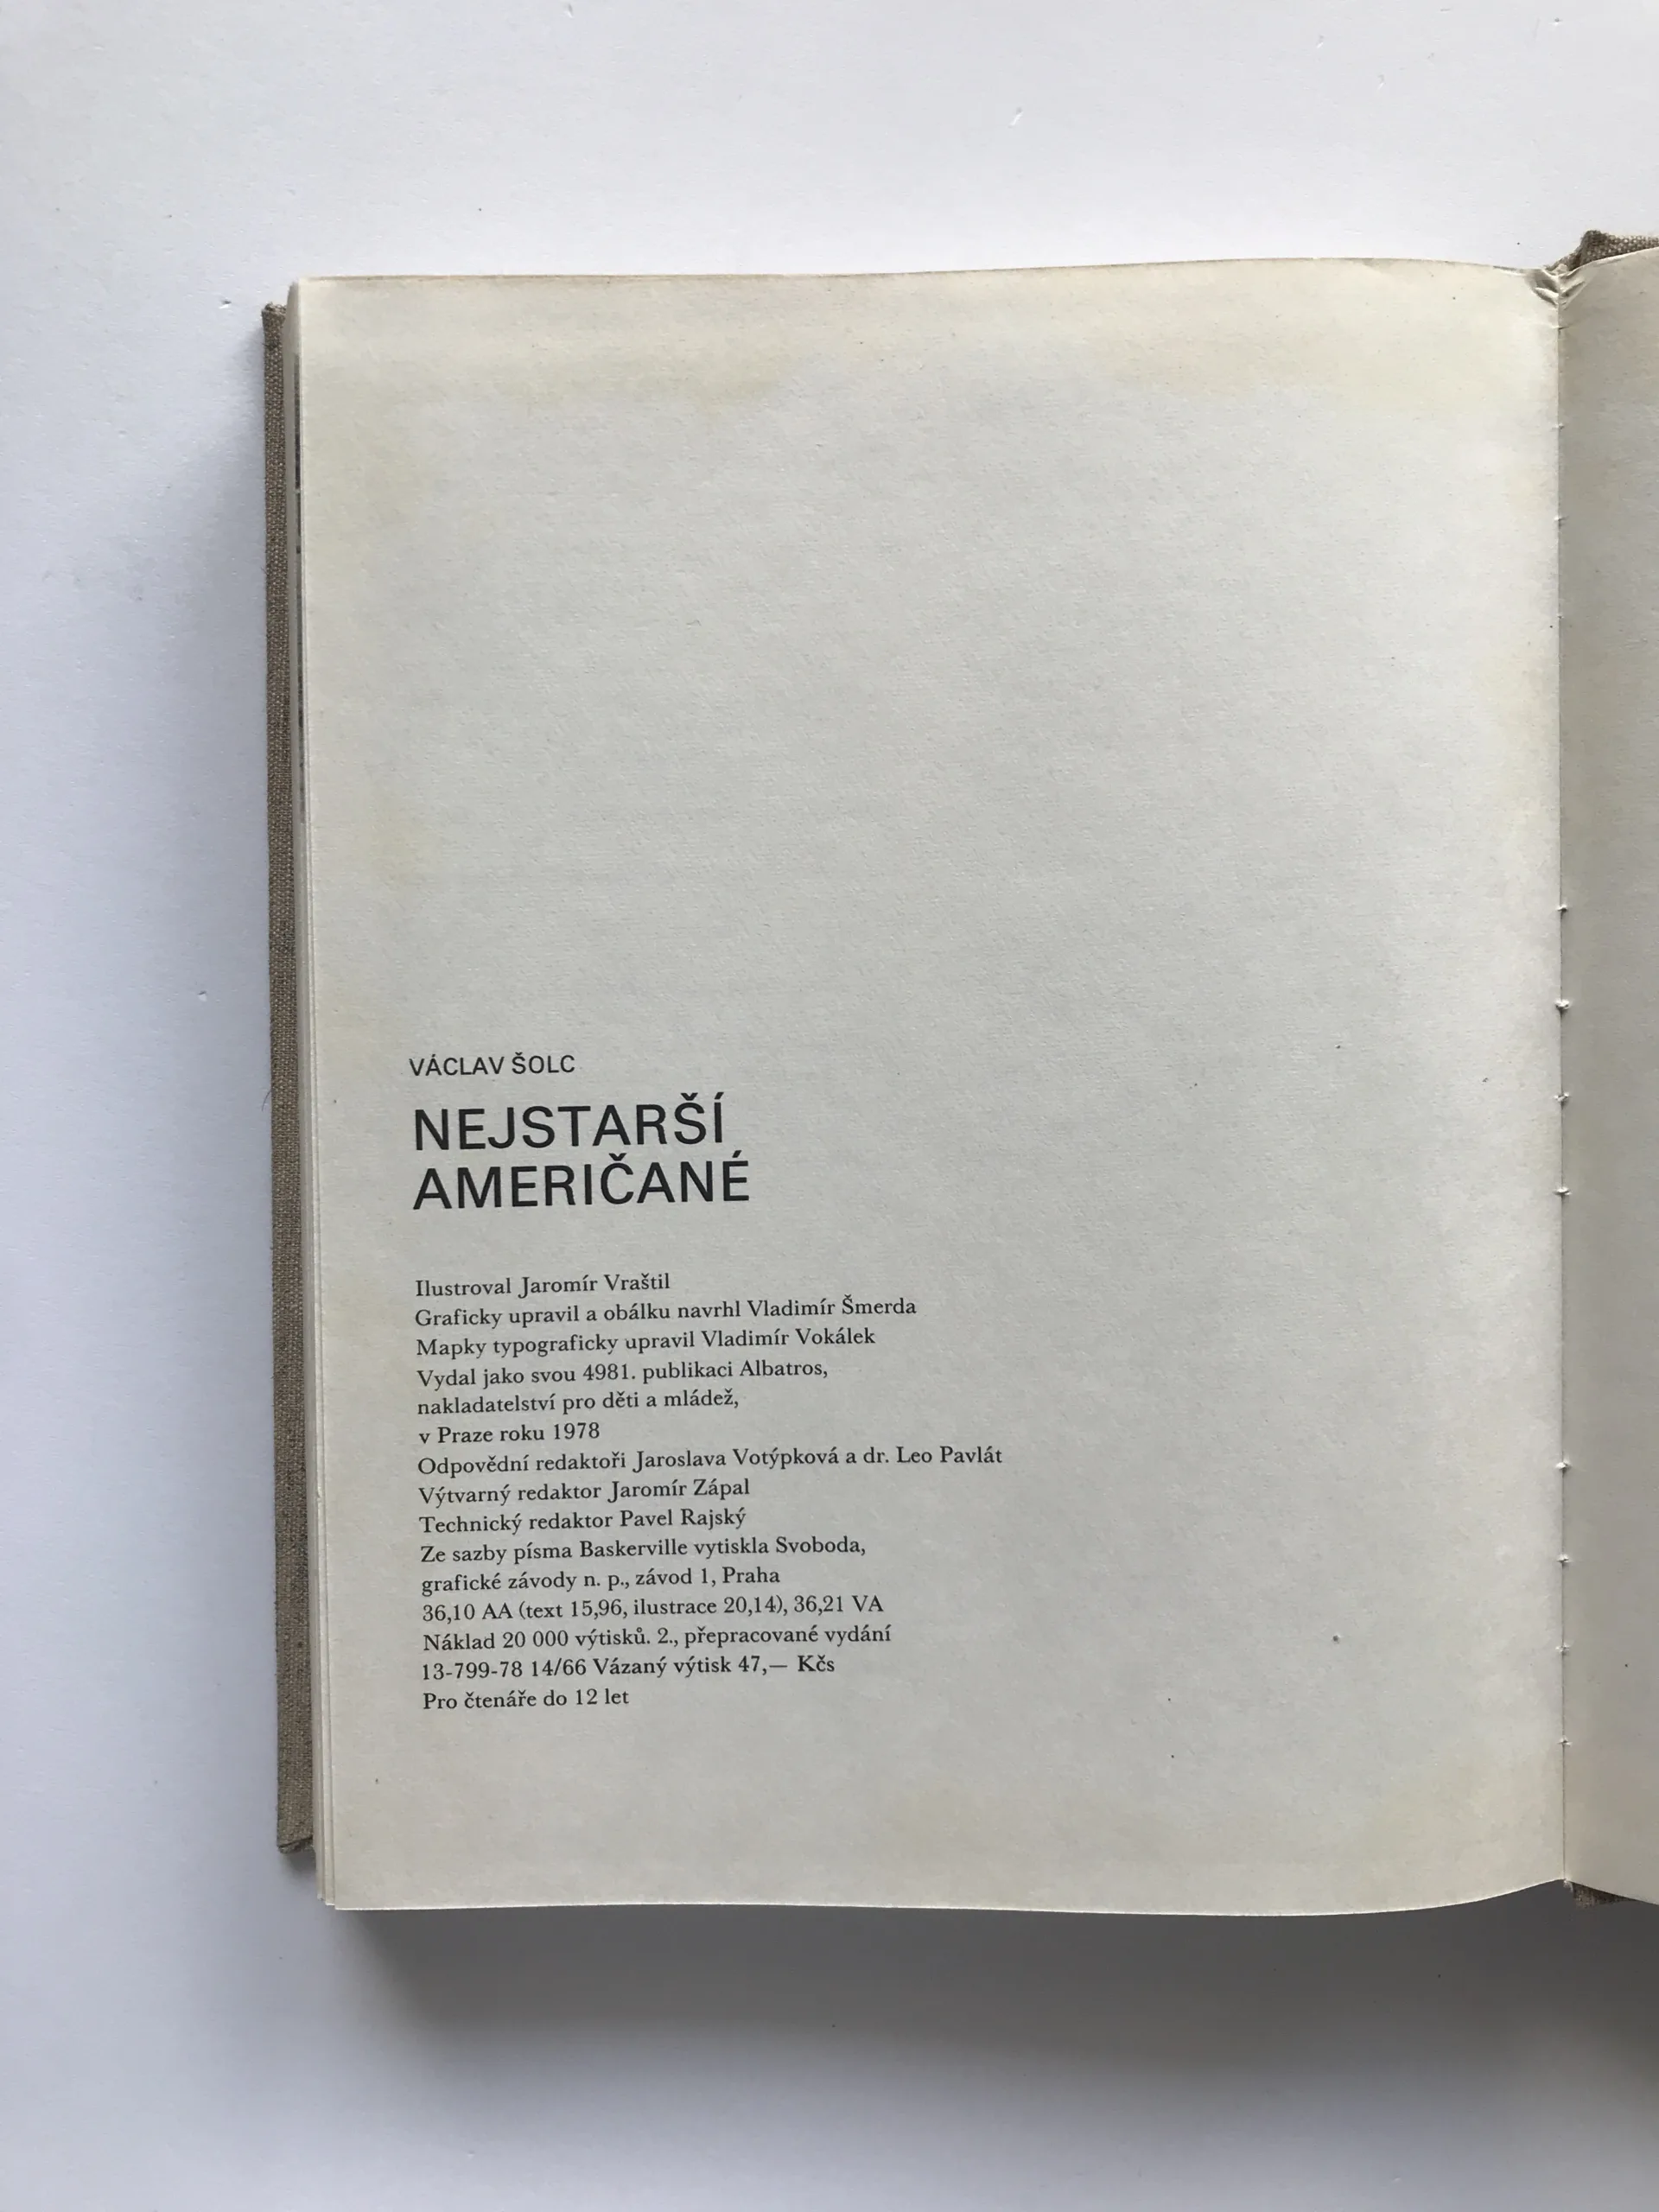 VÁCLAV ŠOLC
NEJSTARŠÍ
AMERIČANÉ
Ilustroval Jaromír Vraštil
Graficky upravil a obálku navrhl Vladimír Šmerda
Mapky typograficky upravil Vladimír Vokálek
Vydal jako svou 4981. publikaci Albatros,
nakladatelství pro děti a mládež,
v Praze roku 1978
Odpovědní redaktoři Jaroslava Votýpková a dr. Leo Pavlát
Výtvarný redaktor Jaromír Zápal
Technický redaktor Pavel Rajský
Ze sazby písma Baskerville vytiskla Svoboda,
grafické závody n. p., závod 1, Praha
36,10 AA (text 15,96, ilustrace 20,14), 36,21 VA
Náklad 20 000 výtisků. 2., přepracované vydání
13-799-78 14/66 Vázaný výtisk 47,— Kčs
Pro čtenáře do 12 let